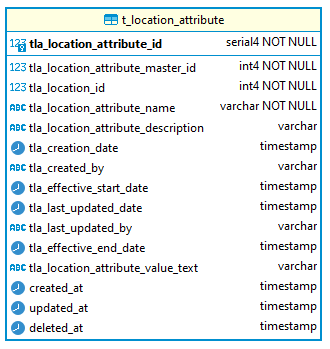 t_location_attribute
123 tla_location_attribute_id serial4 NOT NULL
123 tla_location_attribute_master_id int4 NOT NULL
123 tla_location_id int4 NOT NULL
ABC tla_location_attribute_name varchar NOT NULL
ABC tla_location_attribute_description varchar
tla_creation_date timestamp
ABC tla_created_by varchar
tla_effective_start_date timestamp
tla_last_updated_date timestamp
ABC tla_last_updated_by varchar
tla_effective_end_date timestamp
ABC tla_location_attribute_value_text varchar
created_at timestamp
updated_at timestamp
deleted_at timestamp